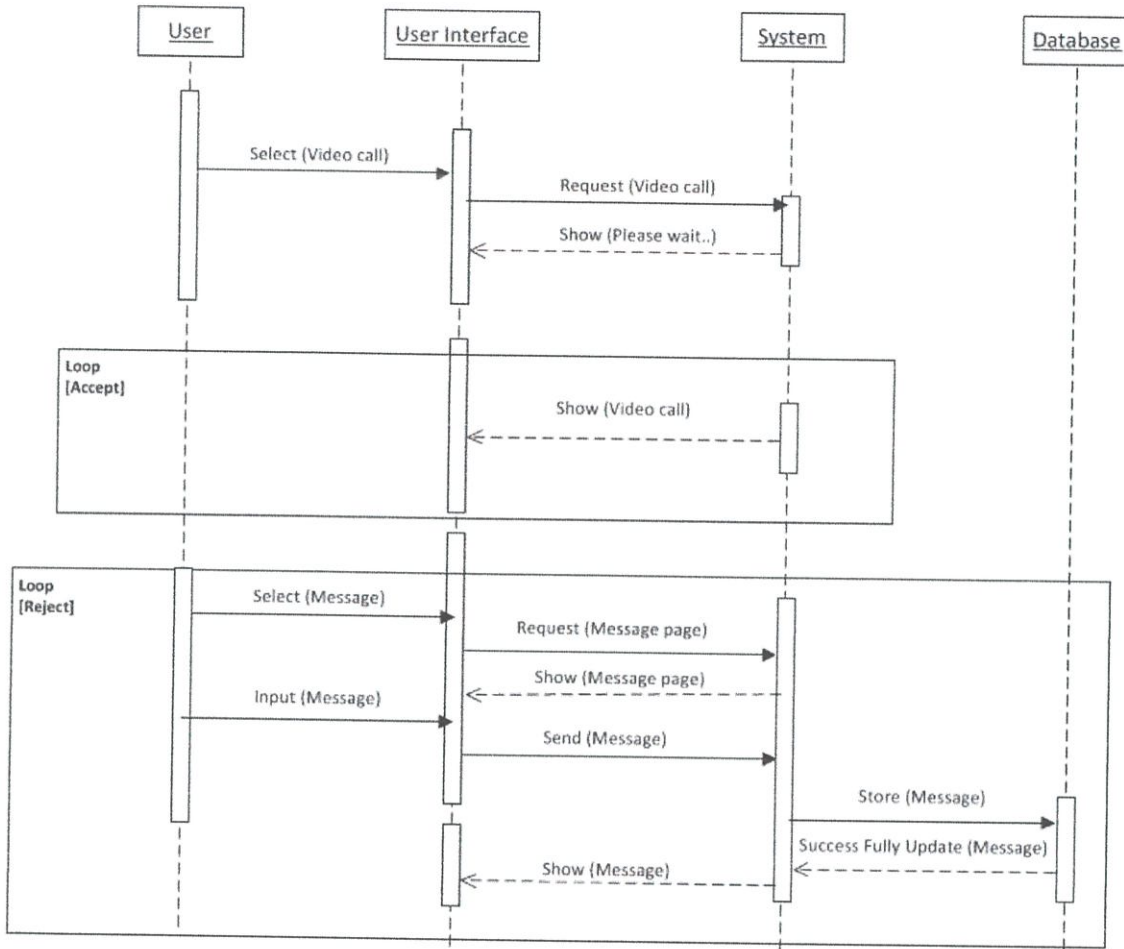 User
User Interface
System
Database
Select (Video call)
Request (Video call)
Show (Please wait..)
Loop
[Accept]
Show (Video call)
Loop
[Reject]
Select (Message)
Request (Message page)
Show (Message page)
Input (Message)
Send (Message)
Store (Message)
Success Fully Update (Message)
Show (Message)